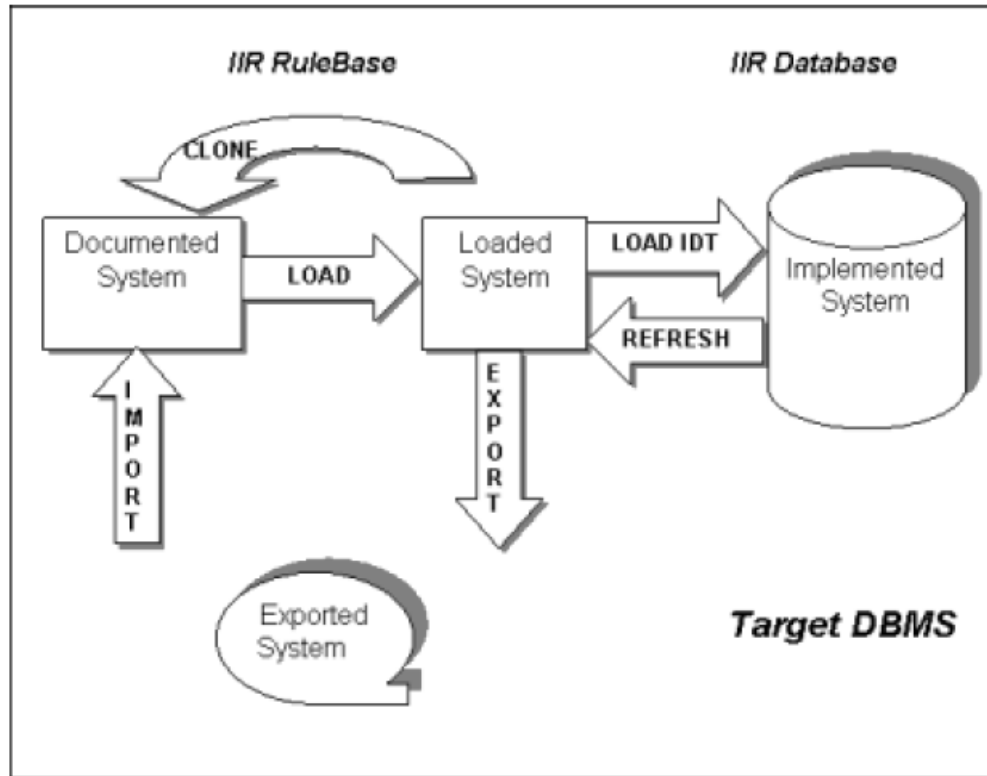 IIR RuleBase
IIR Database
CLONE
Documented
System
LOAD
Loaded
System
LOAD IDT
Implemented
System
REFRESH
IMPORT
EXPORT
Exported
System
Target DBMS